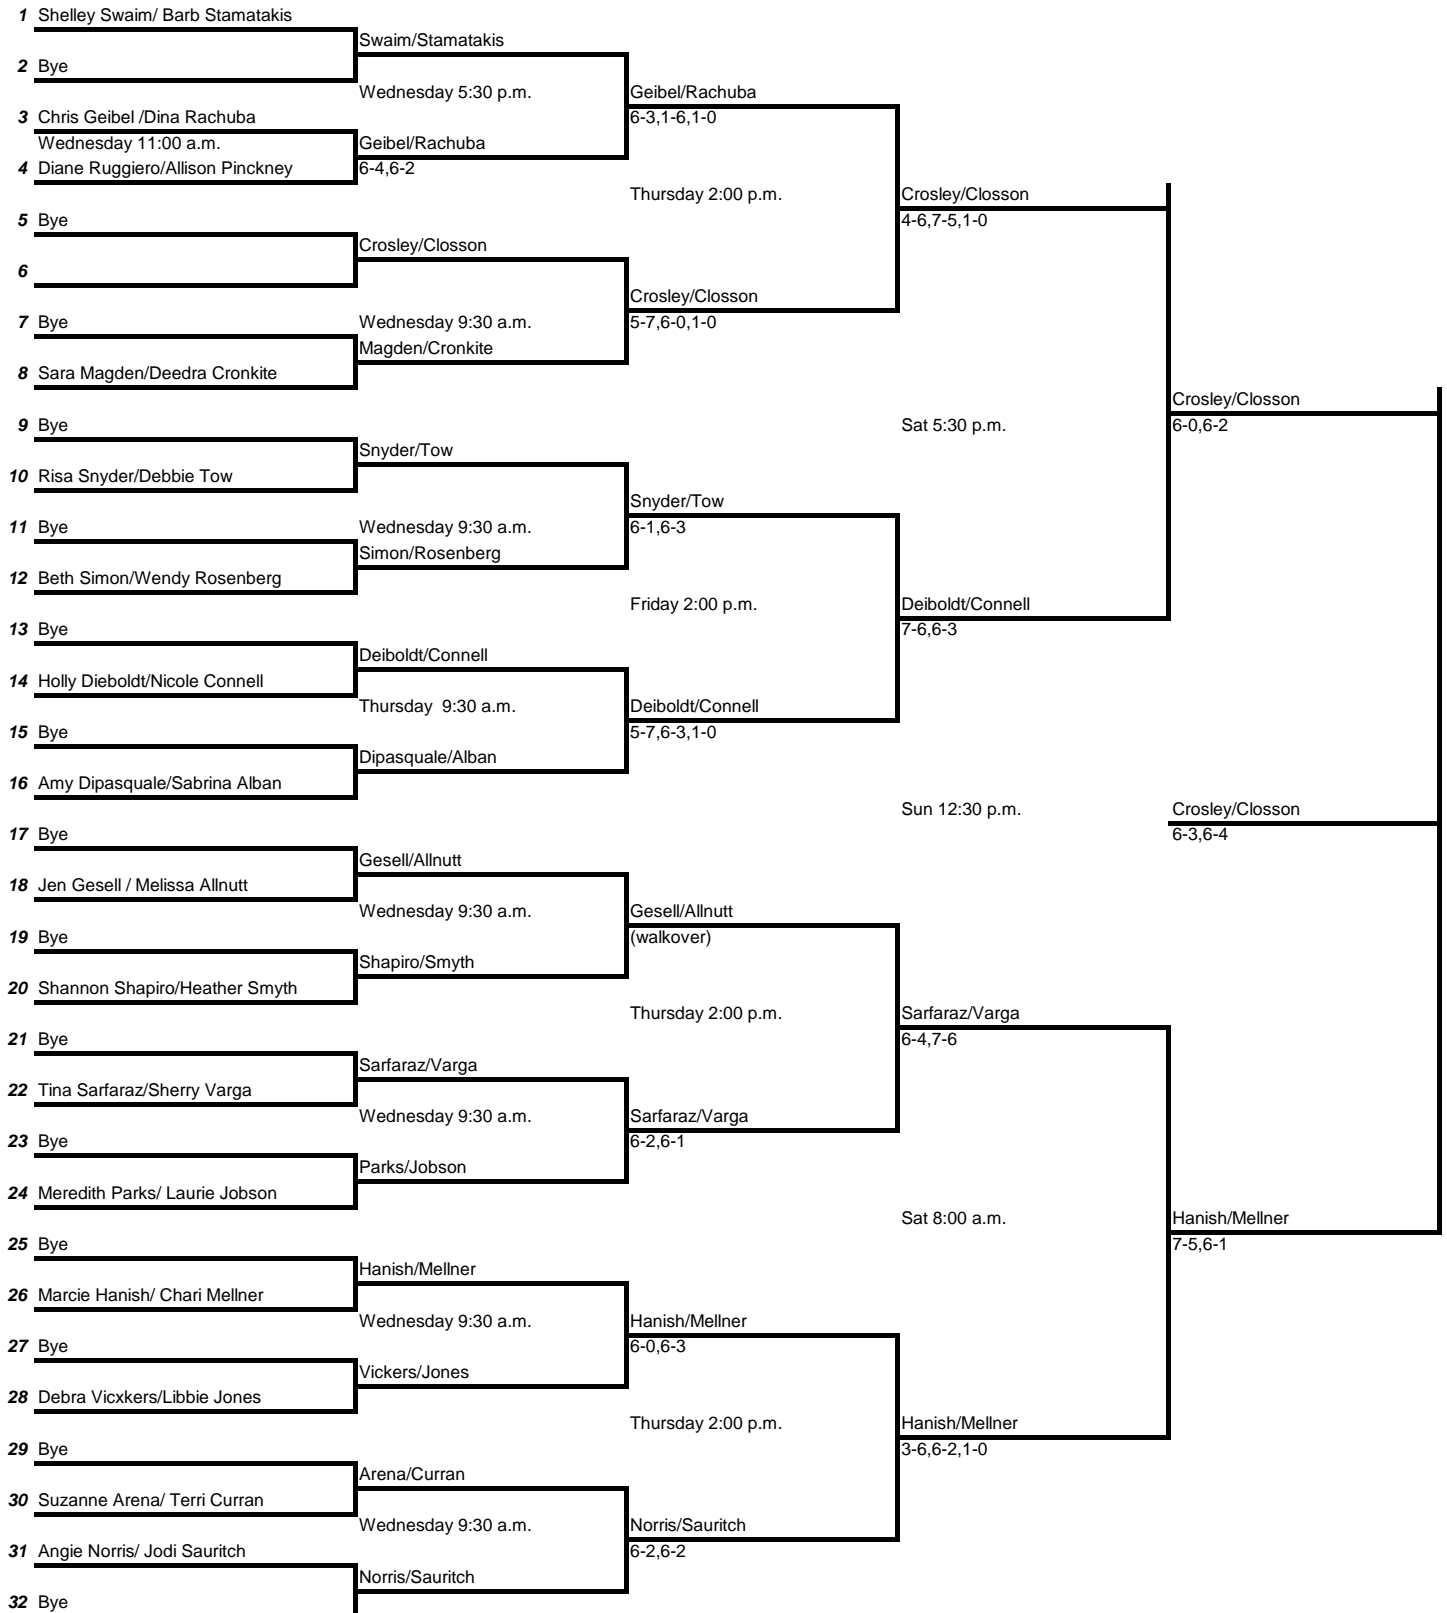 1 Shelley Swaim/ Barb Stamatakis
Swaim/Stamatakis
2 Bye
Wednesday 5:30 p.m.
Geibel/Rachuba
3 Chris Geibel /Dina Rachuba
6-3,1-6,1-0
Wednesday 11:00 a.m.
Geibel/Rachuba
4 Diane Ruggiero/Allison Pinckney
6-4,6-2
Thursday 2:00 p.m.
Crosley/Closson
5 Bye
4-6,7-5,1-0
Crosley/Closson
6
Crosley/Closson
7 Bye
Wednesday 9:30 a.m.
5-7,6-0,1-0
Magden/Cronkite
8 Sara Magden/Deedra Cronkite
Crosley/Closson
9 Bye
Sat 5:30 p.m.
6-0,6-2
Snyder/Tow
10 Risa Snyder/Debbie Tow
Snyder/Tow
11 Bye
Wednesday 9:30 a.m.
6-1,6-3
Simon/Rosenberg
12 Beth Simon/Wendy Rosenberg
Friday 2:00 p.m.
Deiboldt/Connell
13 Bye
7-6,6-3
Deiboldt/Connell
14 Holly Dieboldt/Nicole Connell
Thursday 9:30 a.m.
Deiboldt/Connell
15 Bye
5-7,6-3,1-0
Dipasquale/Alban
16 Amy Dipasquale/Sabrina Alban
Sun 12:30 p.m.
Crosley/Closson
17 Bye
6-3,6-4
Gesell/Allnutt
18 Jen Gesell / Melissa Allnutt
Wednesday 9:30 a.m.
Gesell/Allnutt
19 Bye
(walkover)
Shapiro/Smyth
20 Shannon Shapiro/Heather Smyth
Thursday 2:00 p.m.
Sarfaraz/Varga
21 Bye
6-4,7-6
Sarfaraz/Varga
22 Tina Sarfaraz/Sherry Varga
Wednesday 9:30 a.m.
Sarfaraz/Varga
23 Bye
6-2,6-1
Parks/Jobson
24 Meredith Parks/ Laurie Jobson
Sat 8:00 a.m.
Hanish/Mellner
25 Bye
7-5,6-1
Hanish/Mellner
26 Marcie Hanish/ Chari Mellner
Wednesday 9:30 a.m.
Hanish/Mellner
27 Bye
6-0,6-3
Vickers/Jones
28 Debra Vicxkers/Libbie Jones
Thursday 2:00 p.m.
Hanish/Mellner
29 Bye
3-6,6-2,1-0
Arena/Curran
30 Suzanne Arena/ Terri Curran
Wednesday 9:30 a.m.
Norris/Sauritch
31 Angie Norris/ Jodi Sauritch
6-2,6-2
Norris/Sauritch
32 Bye